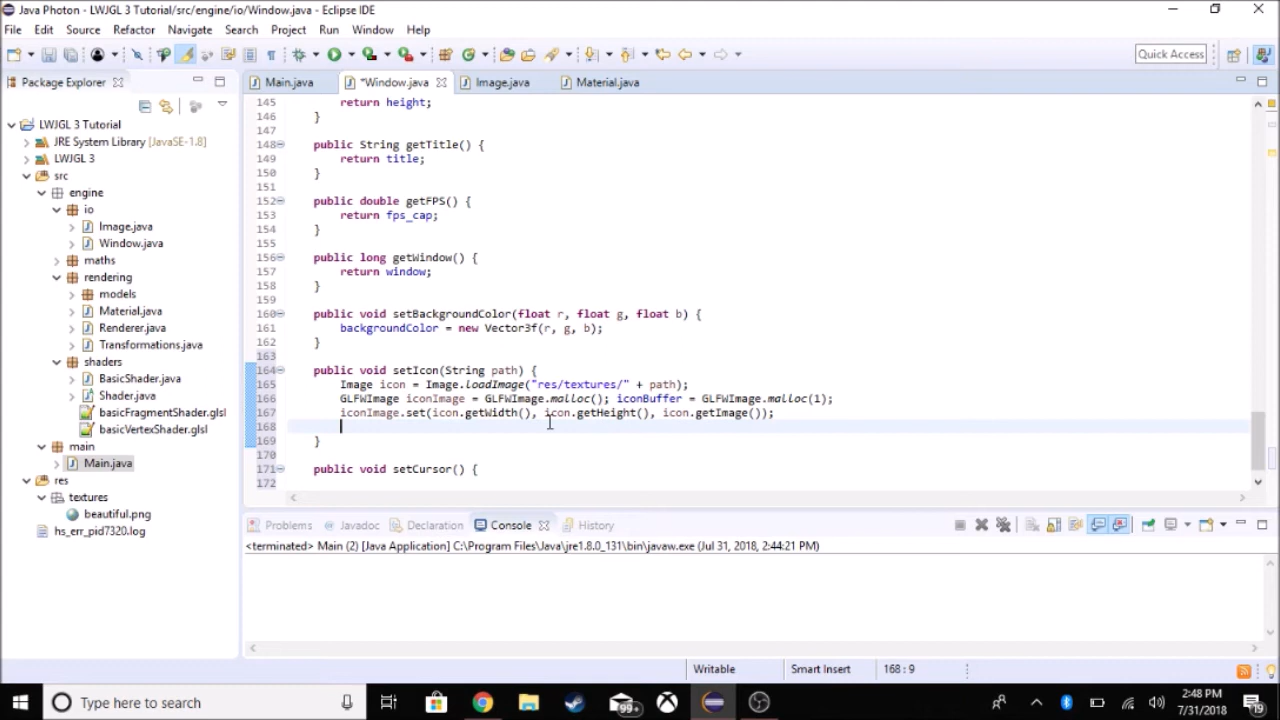 Java Photon - LWJGL 3 Tutorial/src/engine/io/Window.java - Eclipse IDE
File Edit Source Refactor Navigate Search Project Run Window Help
Quick Access
Package Explorer
Main.java *Window.java Image.java Material.java
LWJGL 3 Tutorial
JRE System Library [JavaSE-1.8]
LWJGL 3
src
engine
io
Image.java
Window.java
maths
rendering
models
Material.java
Renderer.java
Transformations.java
shaders
BasicShader.java
Shader.java
basicFragmentShader.glsl
basicVertexShader.glsl
main
Main.java
res
textures
beautiful.png
hs_err_pid7320.log
145 return height;
146 }
147
148 public String getTitle() {
149 return title;
150 }
151
152 public double getFPS() {
153 return fps_cap;
154 }
155
156 public long getWindow() {
157 return window;
158 }
159
160 public void setBackgroundColor(float r, float g, float b) {
161 backgroundColor = new Vector3f(r, g, b);
162 }
163
164 public void setIcon(String path) {
165 Image icon = Image.loadImage("res/textures/" + path);
166 GLFWImage iconImage = GLFWImage.malloc(); iconBuffer = GLFWImage.malloc(1);
167 iconImage.set(icon.getWidth(), icon.getHeight(), icon.getImage());
168
169 }
170
171 public void setCursor() {
172
Problems Javadoc Declaration Console History
<terminated> Main (2) [Java Application] C:\Program Files\Java\jre1.8.0_131\bin\javaw.exe (Jul 31, 2018, 2:44:21 PM)
Writable Smart Insert 168 : 9
Type here to search
99+
2:48 PM
7/31/2018
19